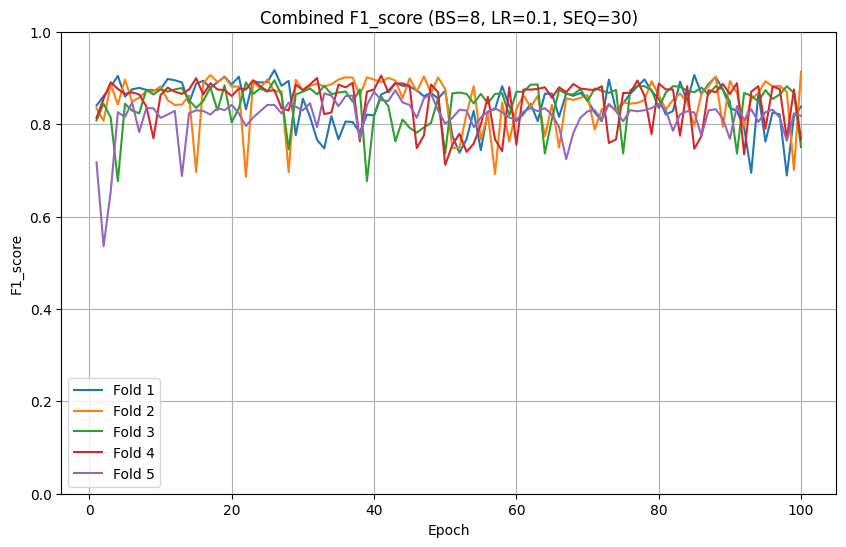 Combined F1_score (BS=8, LR=0.1, SEQ=30)
1.0
0.8
0.6
0.4
0.2
0.0
F1_score
Fold 1
Fold 2
Fold 3
Fold 4
Fold 5
0 20 40 60 80 100
Epoch